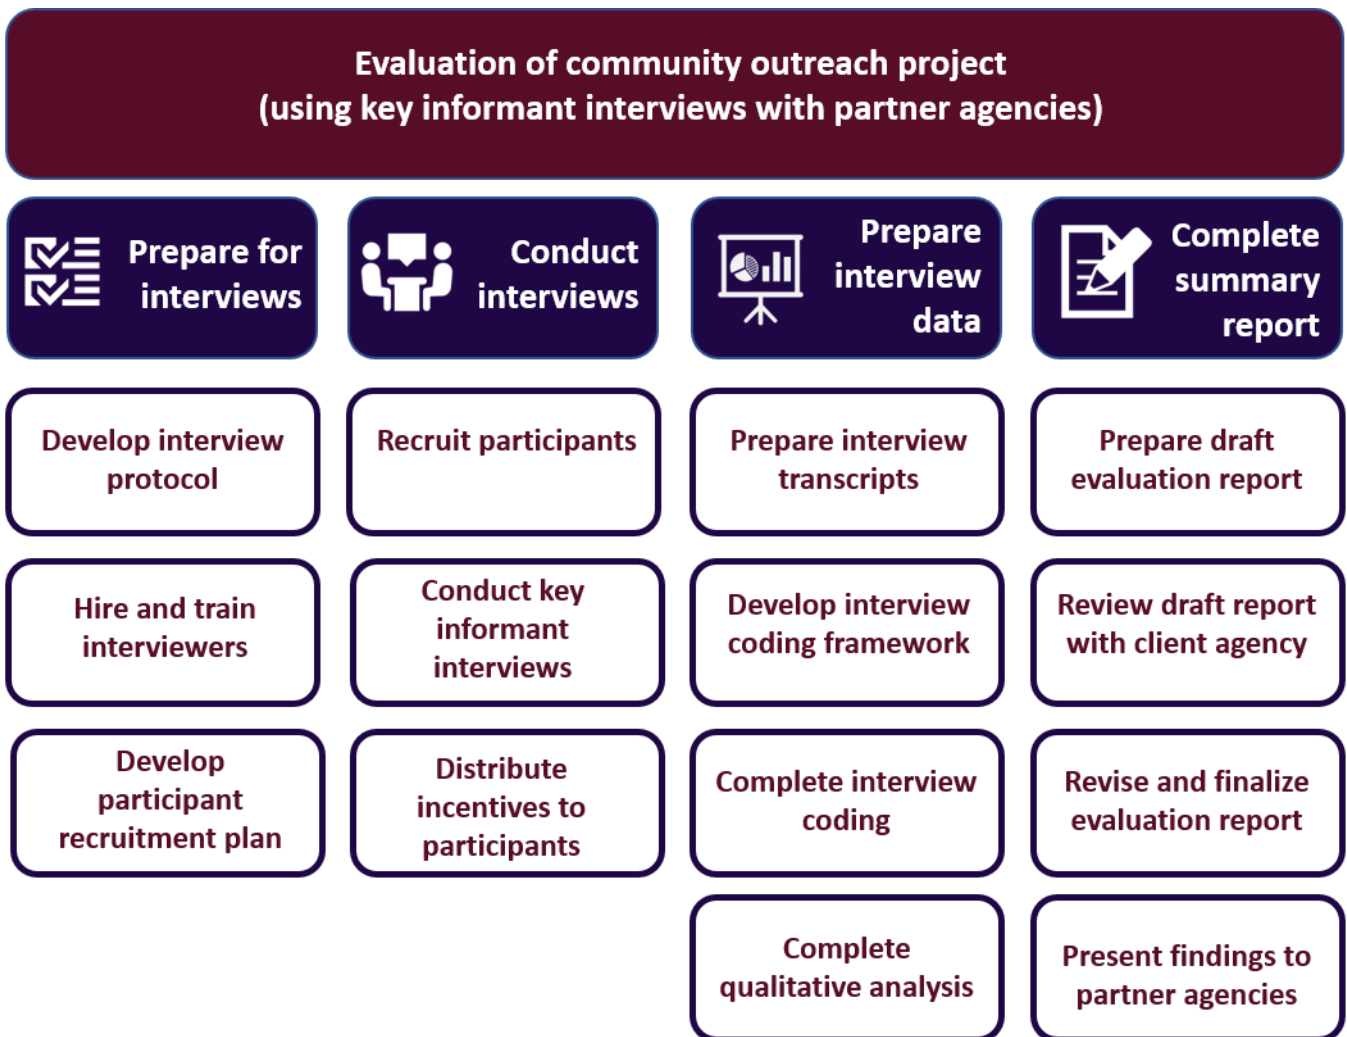 Evaluation of community outreach project
(using key informant interviews with partner agencies)
Prepare for
interviews
Conduct
interviews
Prepare
interview
data
Complete
summary
report
Develop interview
protocol
Hire and train
interviewers
Develop
participant
recruitment plan
Recruit participants
Conduct key
informant
interviews
Distribute
incentives to
participants
Prepare interview
transcripts
Develop interview
coding framework
Complete interview
coding
Complete
qualitative analysis
Prepare draft
evaluation report
Review draft report
with client agency
Revise and finalize
evaluation report
Present findings to
partner agencies